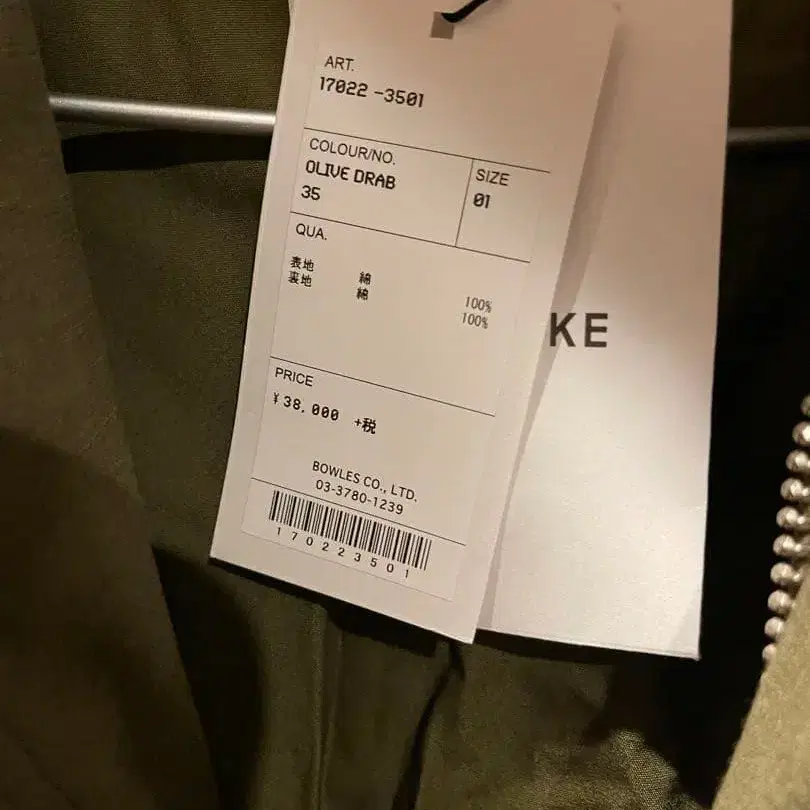 ART.
17022 -3501
COLOUR/NO.
OLIVE DRAB
35
SIZE
01
QUA.
表地 綿 100%
裏地 綿 100%
PRICE
¥38,000 +税
BOWLES CO., LTD.
03-3780-1239
170223501
KE